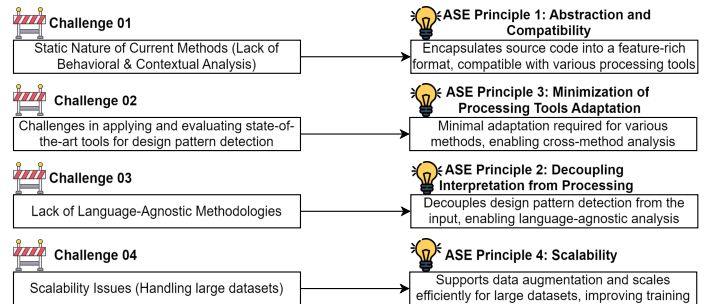 Challenge 01
ASE Principle 1: Abstraction and
Compatibility
Static Nature of Current Methods (Lack of
Behavioral & Contextual Analysis)
Encapsulates source code into a feature-rich
format, compatible with various processing tools
Challenge 02
ASE Principle 3: Minimization of
Processing Tools Adaptation
Challenges in applying and evaluating state-of-
the-art tools for design pattern detection
Minimal adaptation required for various
methods, enabling cross-method analysis
Challenge 03
ASE Principle 2: Decoupling
Interpretation from Processing
Lack of Language-Agnostic Methodologies
Decouples design pattern detection from the
input, enabling language-agnostic analysis
Challenge 04
ASE Principle 4: Scalability
Scalability Issues (Handling large datasets)
Supports data augmentation and scales
efficiently for large datasets, improving training